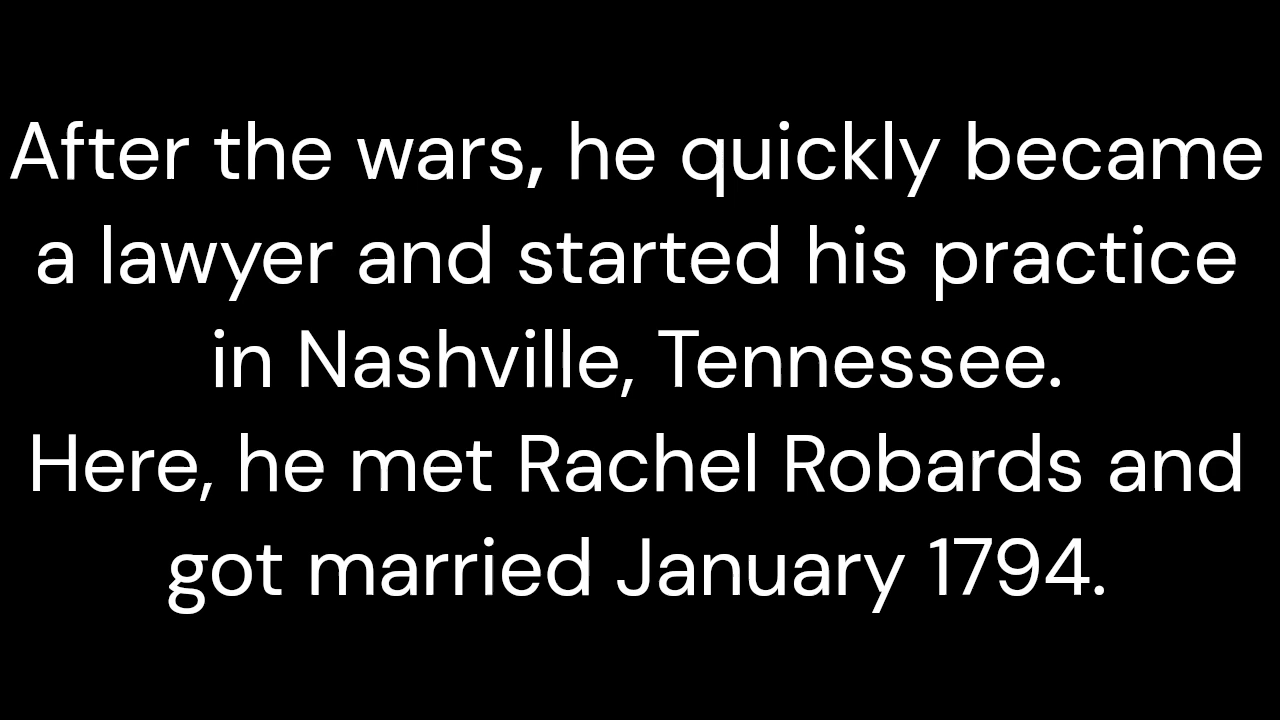 After the wars, he quickly became
a lawyer and started his practice
in Nashville, Tennessee.
Here, he met Rachel Robards and
got married January 1794.